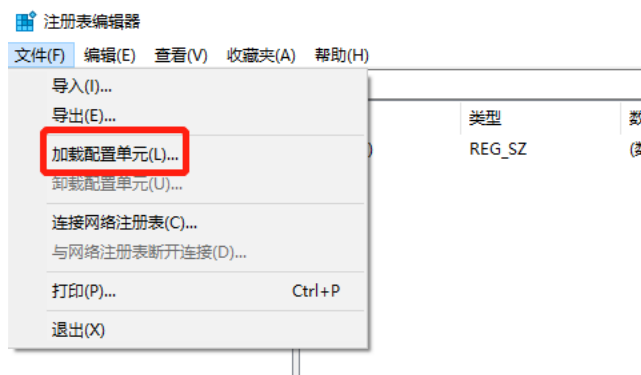 注册表编辑器
文件(F) 编辑(E) 查看(V) 收藏夹(A) 帮助(H)
导入(I)...
导出(E)...
类型
加载配置单元(L)...
REG_SZ
卸载配置单元(U)...
连接网络注册表(C)...
与网络注册表断开连接(D)...
打印(P)... Ctrl+P
退出(X)